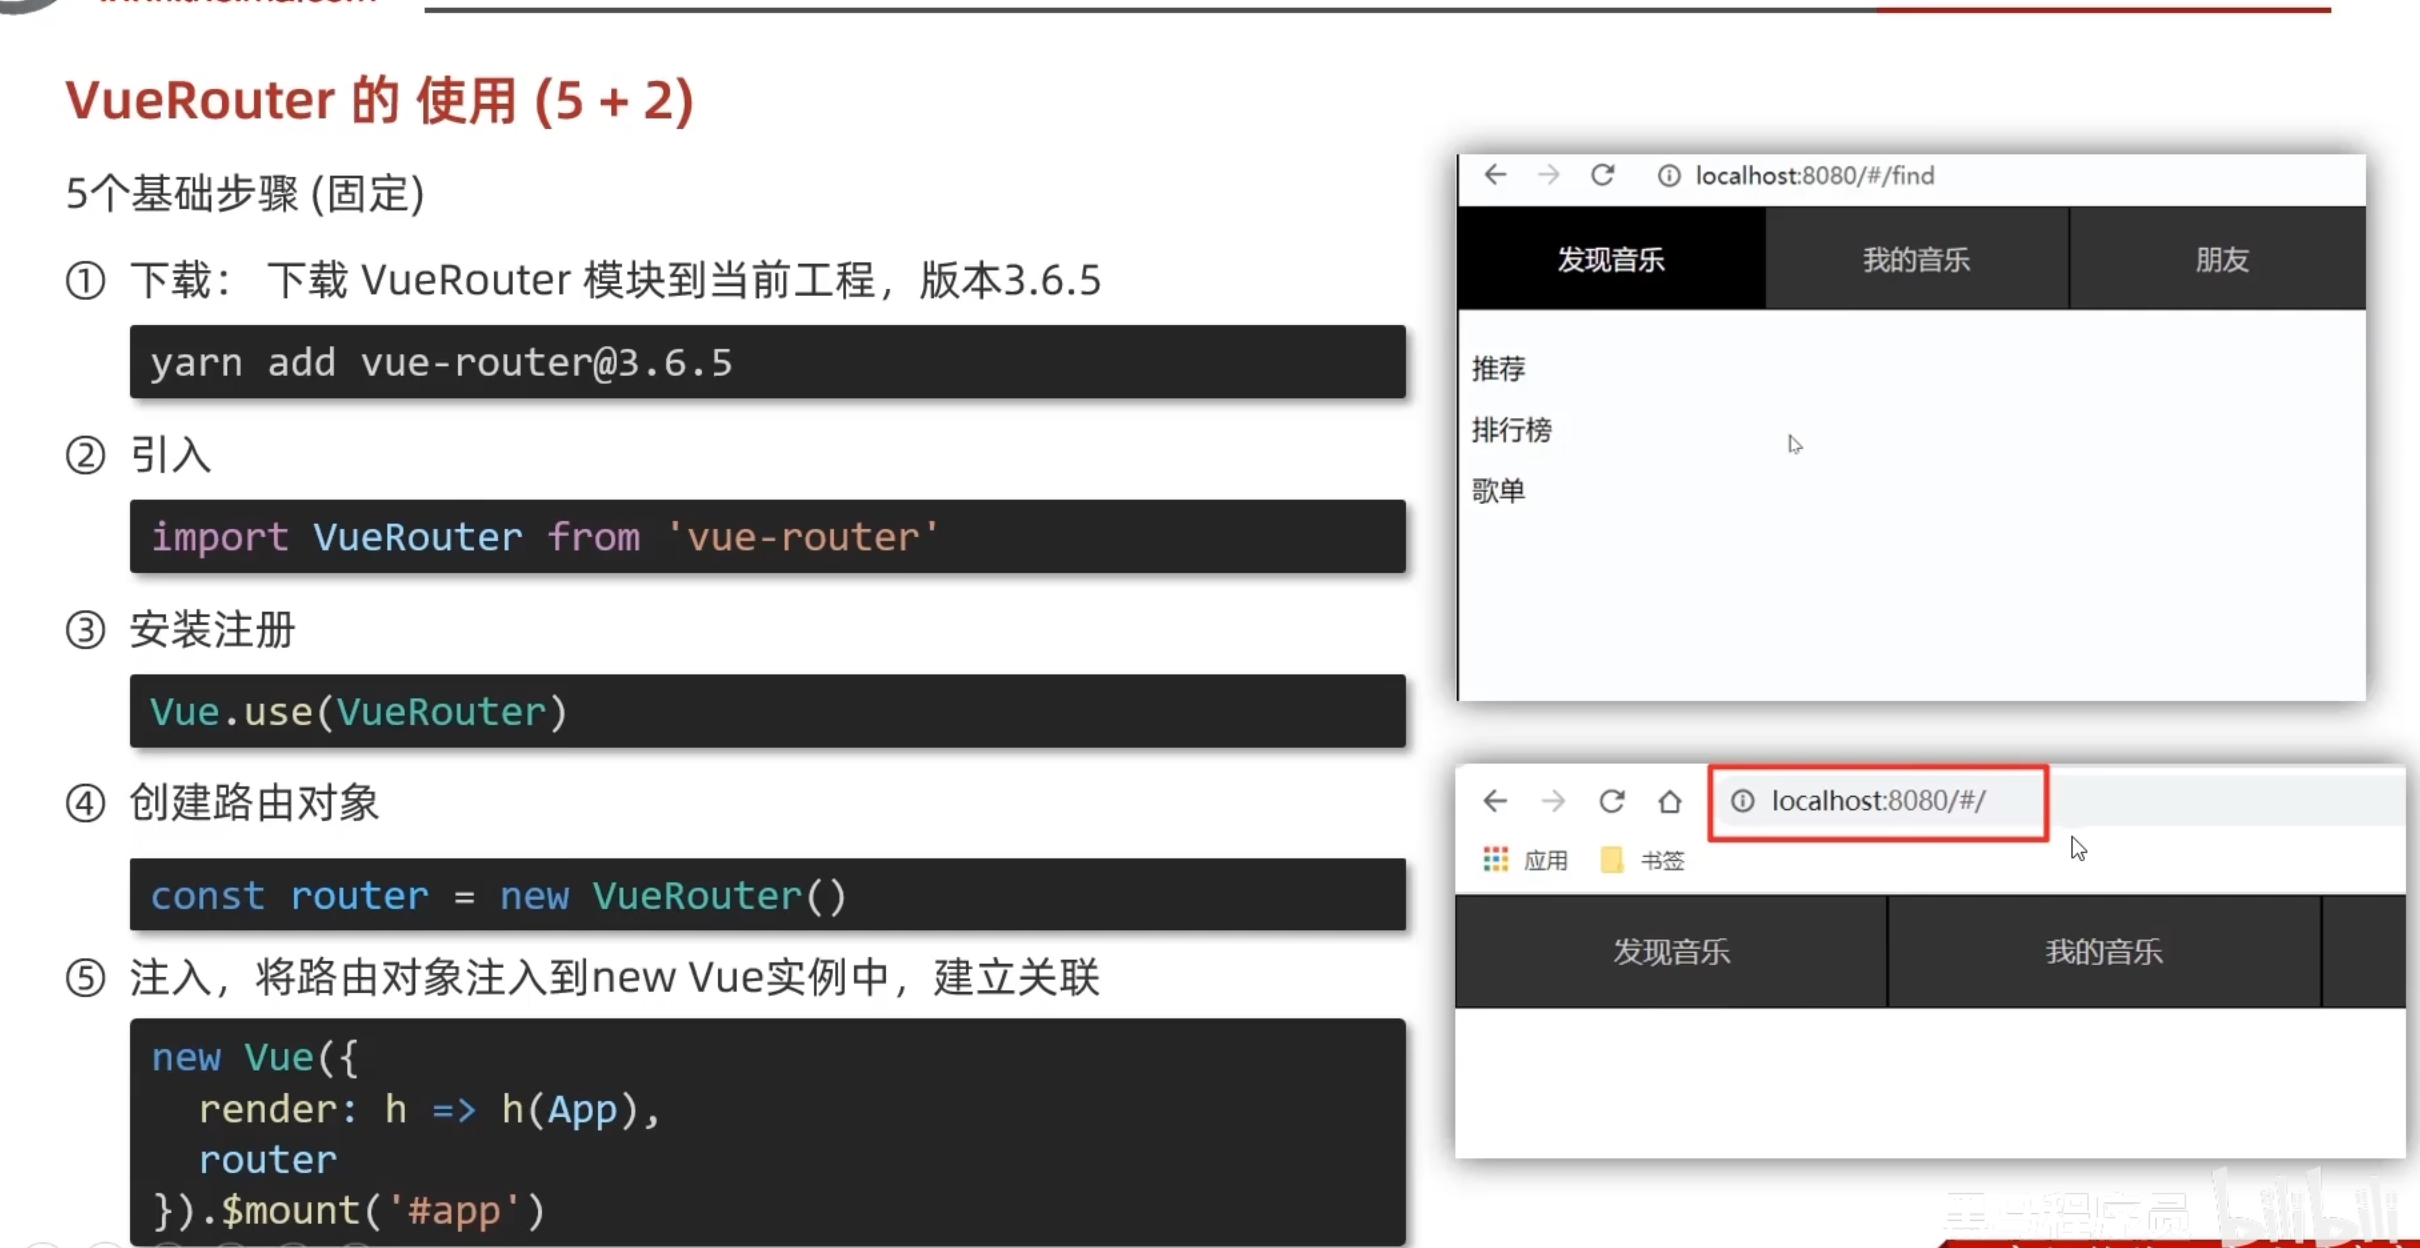 VueRouter 的 使用 (5 + 2)
5个基础步骤 (固定)
① 下载： 下载 VueRouter 模块到当前工程，版本3.6.5
yarn add vue-router@3.6.5
② 引入
import VueRouter from 'vue-router'
③ 安装注册
Vue.use(VueRouter)
④ 创建路由对象
const router = new VueRouter()
⑤ 注入，将路由对象注入到new Vue实例中，建立关联
new Vue({
  render: h => h(App),
  router
}).$mount('#app')
localhost:8080/#/find
发现音乐 我的音乐 朋友
推荐
排行榜
歌单
localhost:8080/#/
应用 书签
发现音乐 我的音乐
黑马程序员 bilibili